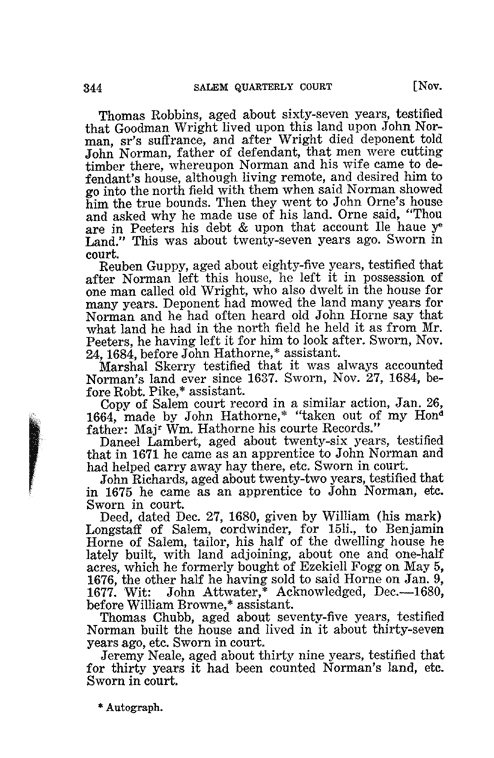 344 SALEM QUARTERLY COURT [Nov.
Thomas Robbins, aged about sixty-seven years, testified
that Goodman Wright lived upon this land upon John Nor-
man, sr's suffrance, and after Wright died deponent told
John Norman, father of defendant, that men were cutting
timber there, whereupon Norman and his wife came to de-
fendant's house, although living remote, and desired him to
go into the north field with them when said Norman showed
him the true bounds. Then they went to John Orne's house
and asked why he made use of his land. Orne said, "Thou
are in Peeters his debt & upon that account Ile haue yᵉ
Land." This was about twenty-seven years ago. Sworn in
court.
Reuben Guppy, aged about eighty-five years, testified that
after Norman left this house, he left it in possession of
one man called old Wright, who also dwelt in the house for
many years. Deponent had mowed the land many years for
Norman and he had often heard old John Horne say that
what land he had in the north field he held it as from Mr.
Peeters, he having left it for him to look after. Sworn, Nov.
24, 1684, before John Hathorne,* assistant.
Marshal Skerry testified that it was always accounted
Norman's land ever since 1637. Sworn, Nov. 27, 1684, be-
fore Robt. Pike,* assistant.
Copy of Salem court record in a similar action, Jan. 26,
1664, made by John Hathorne,* "taken out of my Honᵈ
father: Majʳ Wm. Hathorne his courte Records."
Daneel Lambert, aged about twenty-six years, testified
that in 1671 he came as an apprentice to John Norman and
had helped carry away hay there, etc. Sworn in court.
John Richards, aged about twenty-two years, testified that
in 1675 he came as an apprentice to John Norman, etc.
Sworn in court.
Deed, dated Dec. 27, 1680, given by William (his mark)
Longstaff of Salem, cordwinder, for 15li., to Benjamin
Horne of Salem, tailor, his half of the dwelling house he
lately built, with land adjoining, about one and one-half
acres, which he formerly bought of Ezekiell Fogg on May 5,
1676, the other half he having sold to said Horne on Jan. 9,
1677. Wit: John Attwater,* Acknowledged, Dec.—1680,
before William Browne,* assistant.
Thomas Chubb, aged about seventy-five years, testified
Norman built the house and lived in it about thirty-seven
years ago, etc. Sworn in court.
Jeremy Neale, aged about thirty nine years, testified that
for thirty years it had been counted Norman's land, etc.
Sworn in court.
* Autograph.